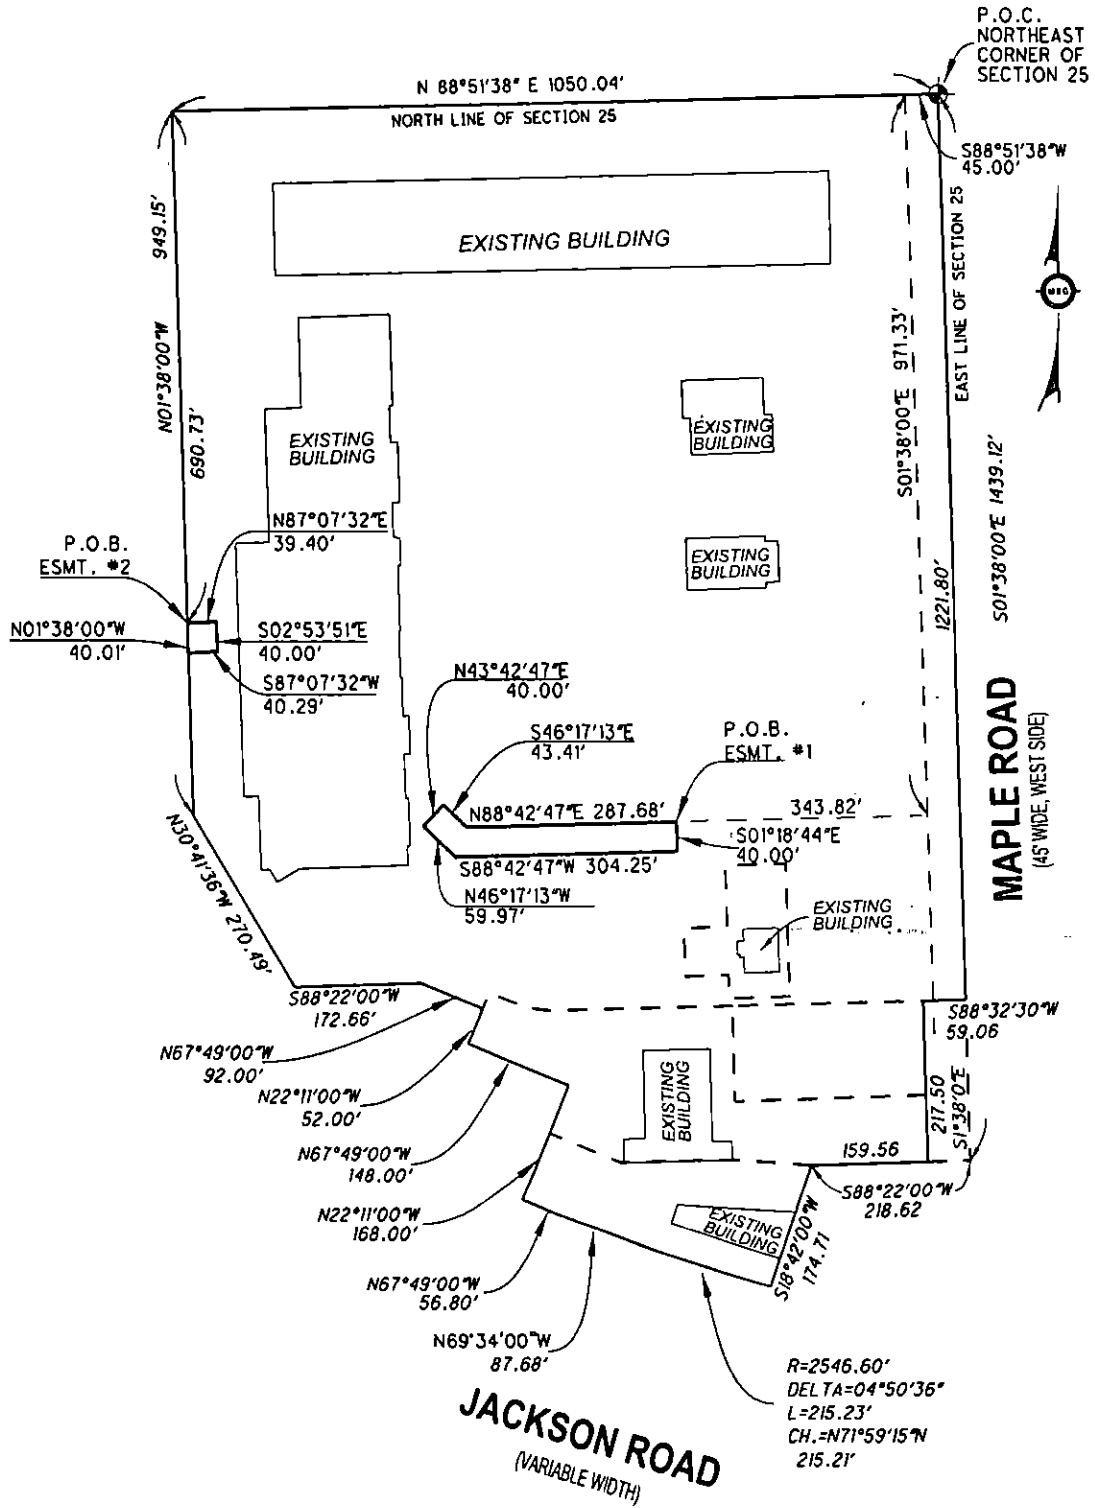 P.O.C.
NORTHEAST
CORNER OF
SECTION 25
N 88°51'38" E 1050.04'
NORTH LINE OF SECTION 25
S88°51'38"W
45.00'
949.15'
EXISTING BUILDING
EAST LINE OF SECTION 25
S01°38'00"E 971.33'
N01°38'00"W
690.73'
EXISTING
BUILDING
EXISTING
BUILDING
S01°38'00"E 1439.12'
1221.80'
N87°07'32"E
39.40'
P.O.B.
ESMT. #2
EXISTING
BUILDING
N01°38'00"W
40.01'
S02°53'51"E
40.00'
S87°07'32"W
40.29'
N43°42'47"E
40.00'
S46°17'13"E
43.41'
P.O.B.
ESMT. #1
MAPLE ROAD
(45' WIDE, WEST SIDE)
N88°42'47"E 287.68'
343.82'
S01°18'44"E
40.00'
S88°42'47"W 304.25'
N46°17'13"W
59.97'
N30°41'36"W 270.49'
EXISTING
BUILDING
S88°22'00"W
172.66'
S88°32'30"W
59.06
N67°49'00"W
92.00'
217.50
S1°38'0"E
N22°11'00"W
52.00'
EXISTING
BUILDING
N67°49'00"W
148.00'
159.56
S88°22'00"W
218.62
N22°11'00"W
168.00'
EXISTING
BUILDING
S18°42'00"W
174.71
N67°49'00"W
56.80'
N69°34'00"W
87.68'
R=2546.60'
DELTA=04°50'36"
L=215.23'
CH.=N71°59'15"N
215.21'
JACKSON ROAD
(VARIABLE WIDTH)